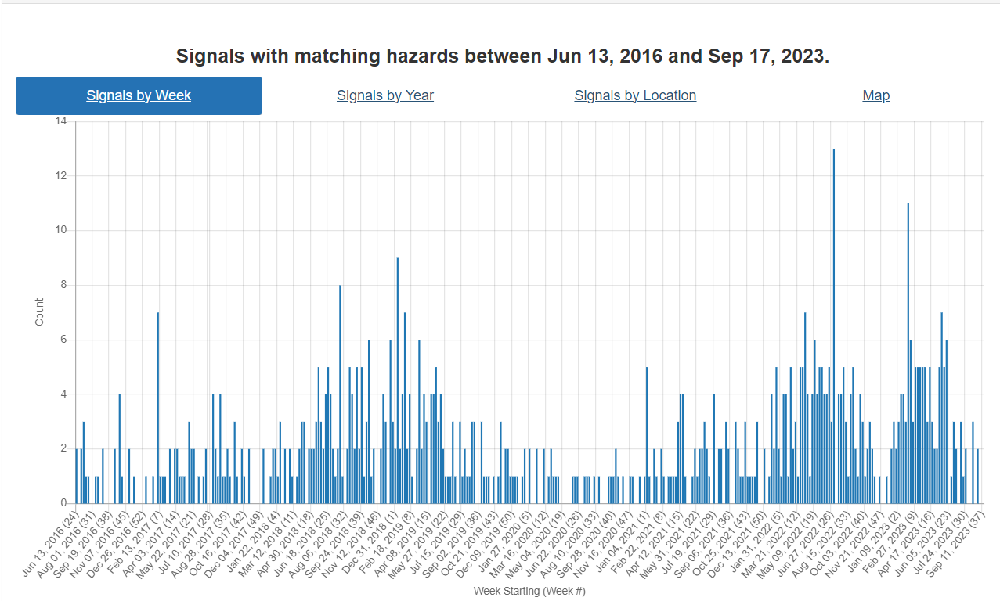 Signals with matching hazards between Jun 13, 2016 and Sep 17, 2023.
Signals by Week
Signals by Year
Signals by Location
Map
14
12
10
8
6
4
2
0
Count
Jun 13, 2016 (24)
Aug 01, 2016 (31)
Sep 19, 2016 (38)
Nov 07, 2016 (45)
Dec 26, 2016 (52)
Feb 13, 2017 (7)
Apr 03, 2017 (14)
May 22, 2017 (21)
Jul 10, 2017 (28)
Aug 28, 2017 (35)
Oct 16, 2017 (42)
Dec 04, 2017 (49)
Jan 22, 2018 (4)
Mar 12, 2018 (11)
Apr 30, 2018 (18)
Jun 18, 2018 (25)
Aug 06, 2018 (32)
Sep 24, 2018 (39)
Nov 12, 2018 (46)
Dec 31, 2018 (1)
Feb 18, 2019 (8)
Apr 08, 2019 (15)
May 27, 2019 (22)
Jul 15, 2019 (29)
Sep 02, 2019 (36)
Oct 21, 2019 (43)
Dec 09, 2019 (50)
Jan 27, 2020 (5)
Mar 16, 2020 (12)
May 04, 2020 (19)
Jun 22, 2020 (26)
Aug 10, 2020 (33)
Sep 28, 2020 (40)
Nov 16, 2020 (47)
Jan 04, 2021 (1)
Feb 22, 2021 (8)
Apr 12, 2021 (15)
May 31, 2021 (22)
Jul 19, 2021 (29)
Sep 06, 2021 (36)
Oct 25, 2021 (43)
Dec 13, 2021 (50)
Jan 31, 2022 (5)
Mar 21, 2022 (12)
May 09, 2022 (19)
Jun 27, 2022 (26)
Aug 15, 2022 (33)
Oct 03, 2022 (40)
Nov 21, 2022 (47)
Jan 09, 2023 (2)
Feb 27, 2023 (9)
Apr 17, 2023 (16)
Jun 05, 2023 (23)
Jul 24, 2023 (30)
Sep 11, 2023 (37)
Week Starting (Week #)